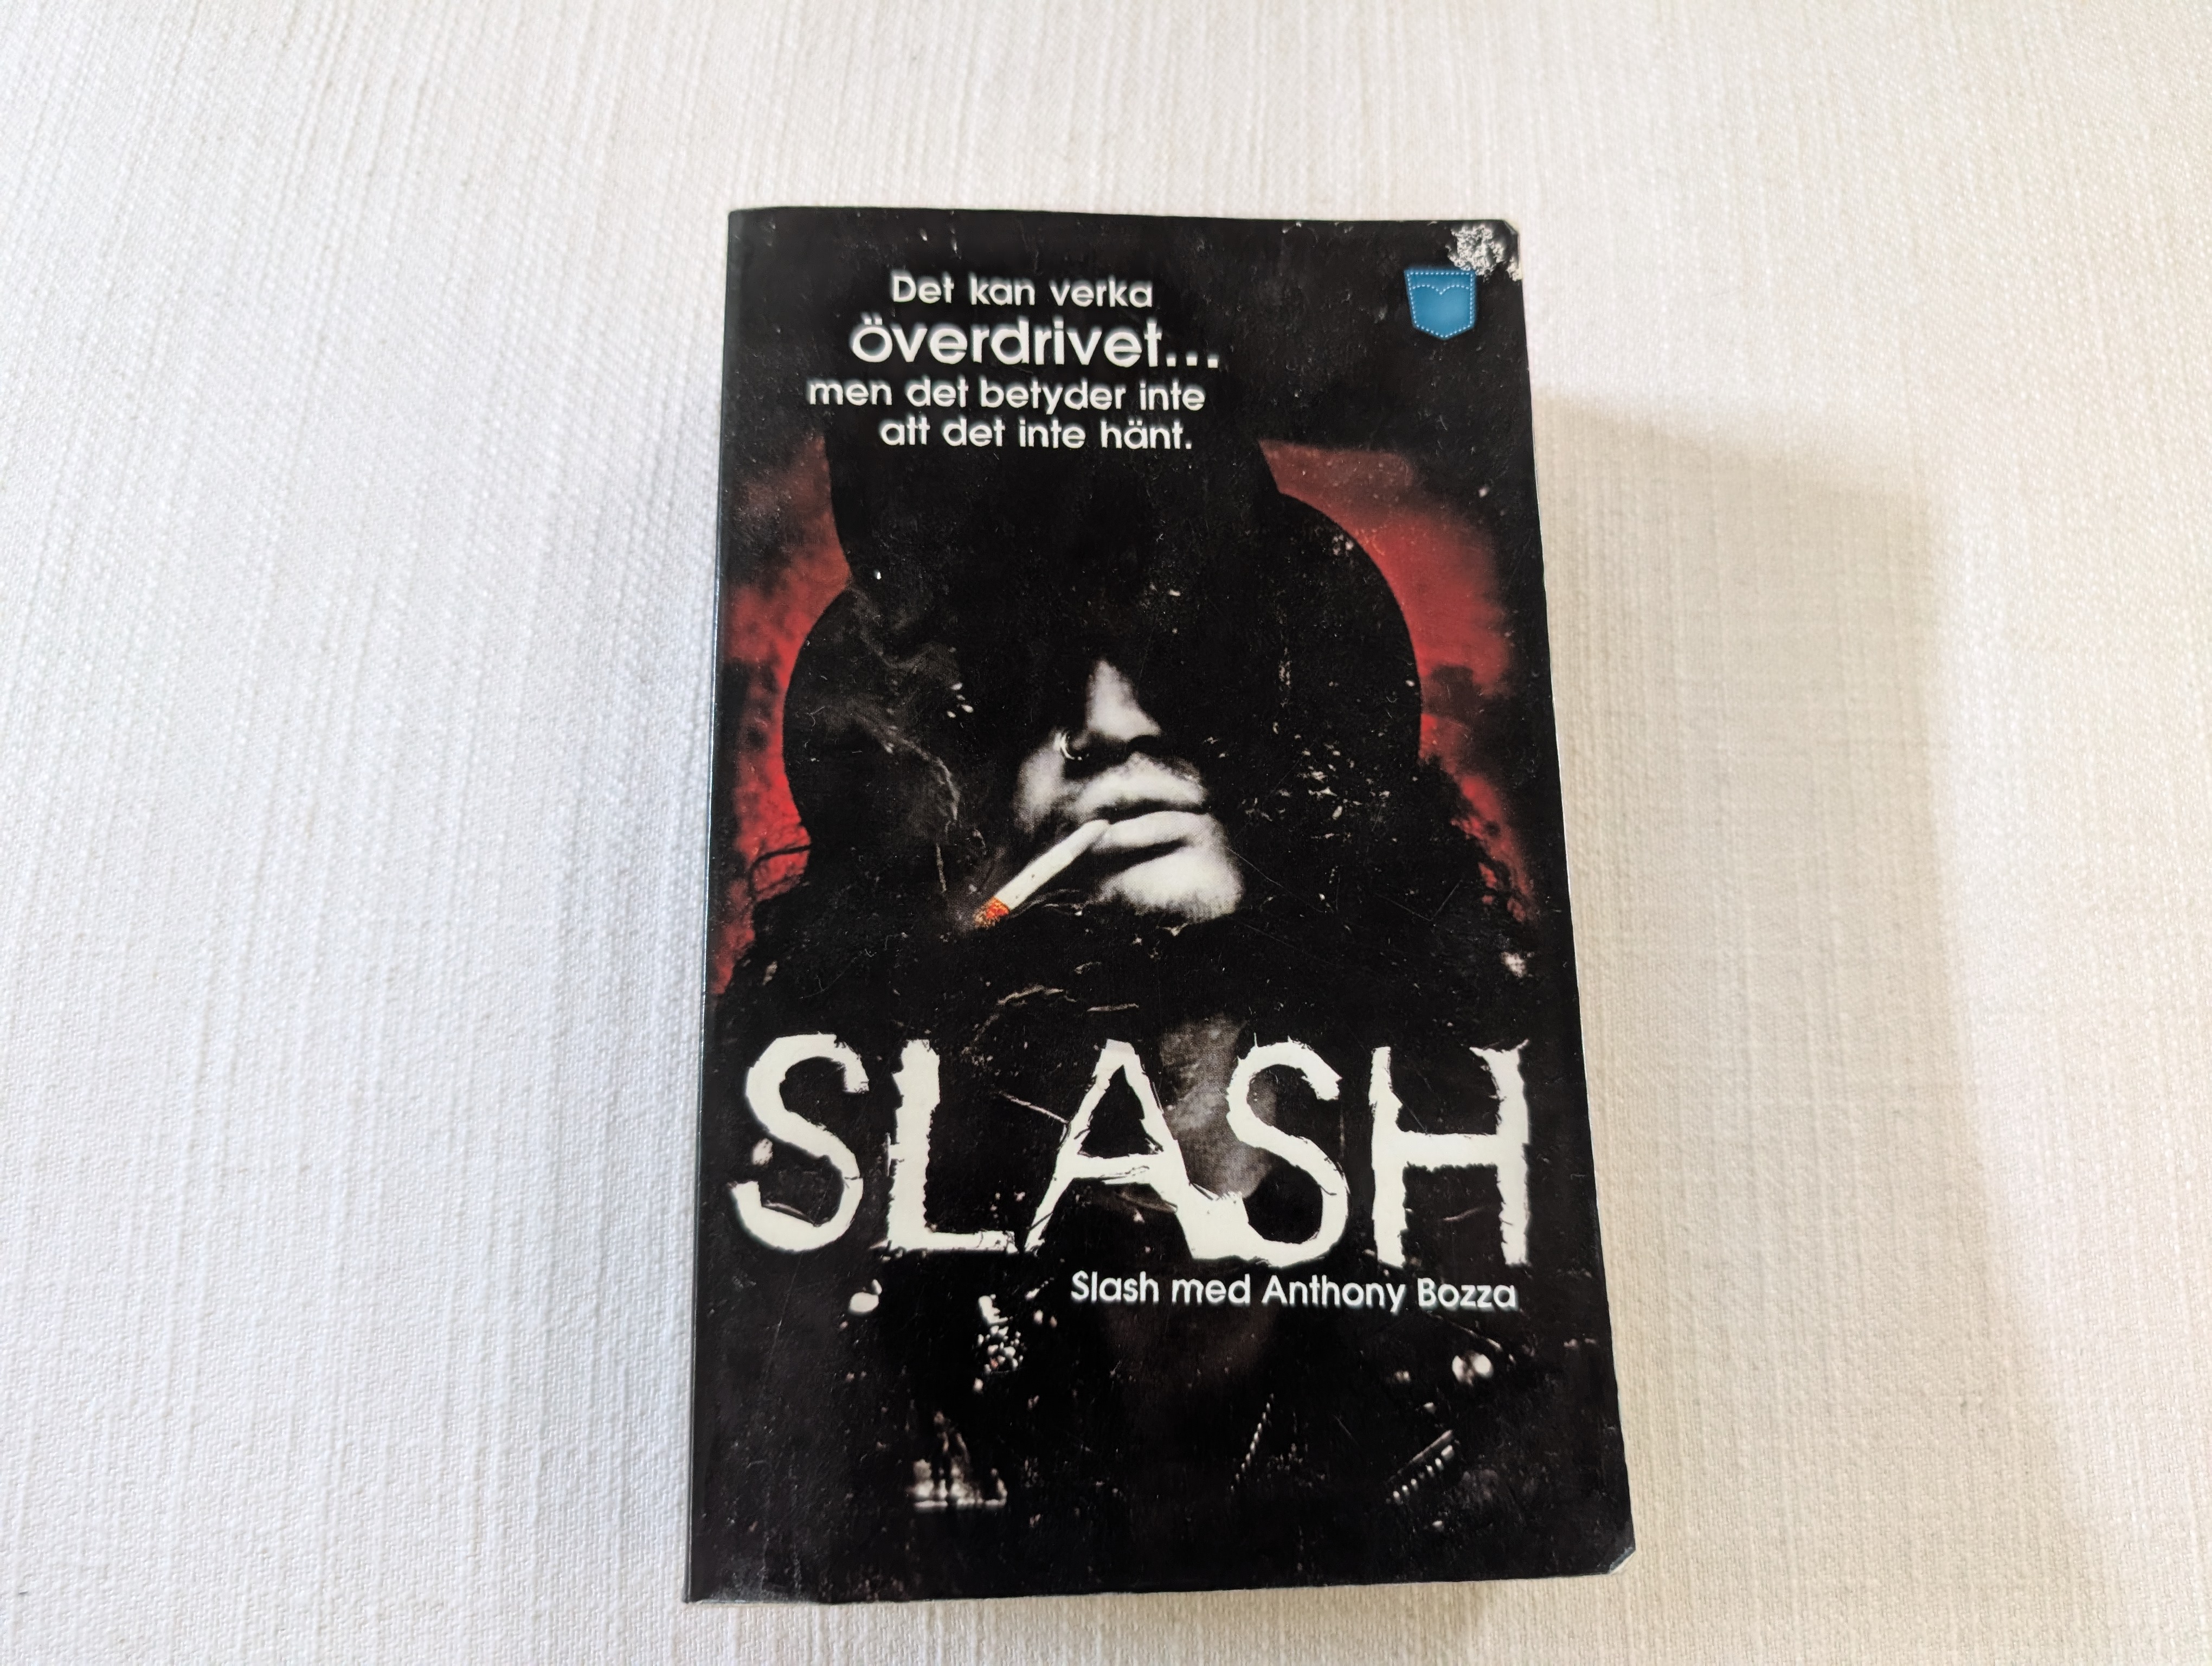 Det kan verka
överdrivet...
men det betyder inte
att det inte hänt.
SLASH
Slash med Anthony Bozza